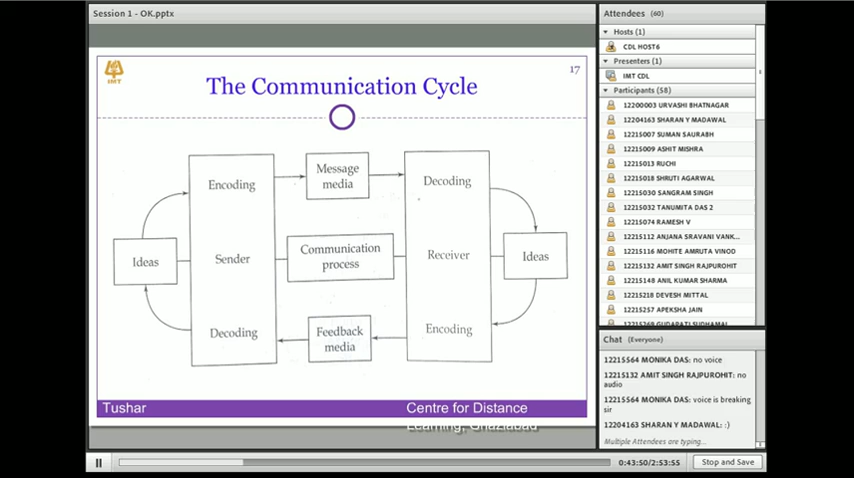 Session 1 - OK.pptx
IMT
17
The Communication Cycle
Encoding
Message
media
Decoding
Ideas
Sender
Communication
process
Receiver
Ideas
Decoding
Feedback
media
Encoding
Tushar
Centre for Distance
Learning, Ghaziabad
Attendees (60)
Hosts (1)
CDL HOST6
Presenters (1)
IMT CDL
Participants (58)
12200003 URVASHI BHATNAGAR
12204163 SHARAN Y MADAWAL
12215007 SUMAN SAURABH
12215009 ASHIT MISHRA
12215013 RUCHI
12215018 SHRUTI AGARWAL
12215030 SANGRAM SINGH
12215032 TANUMITA DAS 2
12215074 RAMESH V
12215112 ANJANA SRAVANI VANK...
12215116 MOHITE AMRUTA VINOD
12215132 AMIT SINGH RAJPUROHIT
12215148 ANIL KUMAR SHARMA
12215218 DEVESH MITTAL
12215257 APEKSHA JAIN
12215269 GUDAPATI SUDHAMAI
Chat (Everyone)
12215564 MONIKA DAS: no voice
12215132 AMIT SINGH RAJPUROHIT: no
audio
12215564 MONIKA DAS: voice is breaking
sir
12204163 SHARAN Y MADAWAL: :)
Multiple Attendees are typing...
0:43:50/2:53:55
Stop and Save